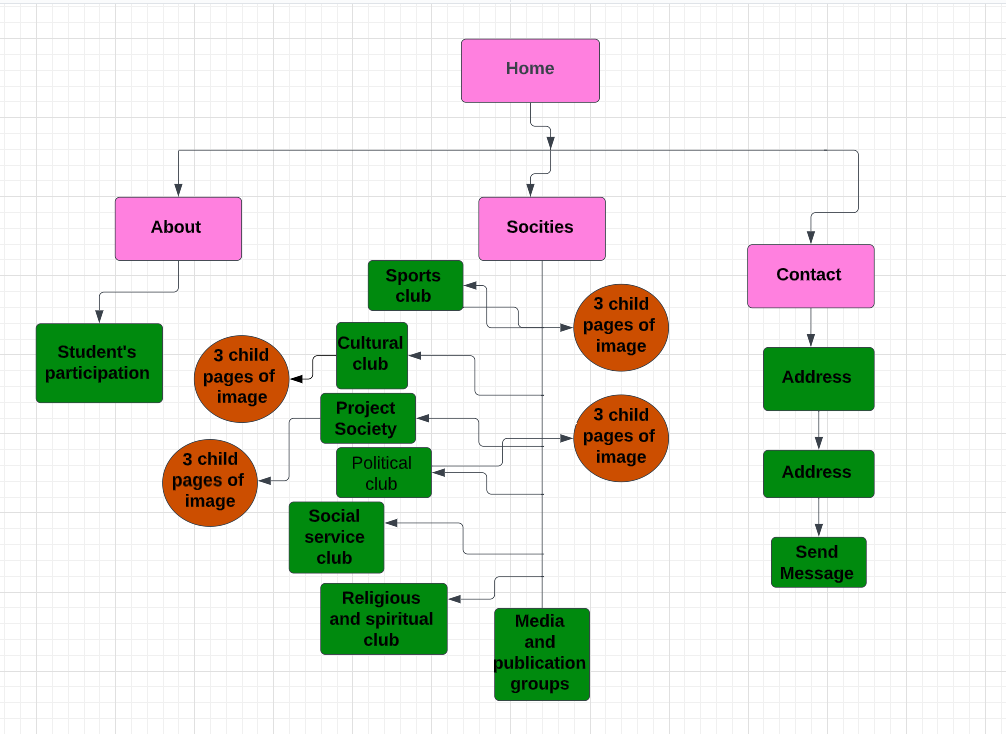 Home
About
Socities
Contact
Student's
participation
Sports
club
3 child
pages of
image
Cultural
club
3 child
pages of
image
Project
Society
3 child
pages of
image
Political
club
3 child
pages of
image
Social
service
club
Religious
and spiritual
club
Media
and
publication
groups
Address
Address
Send
Message